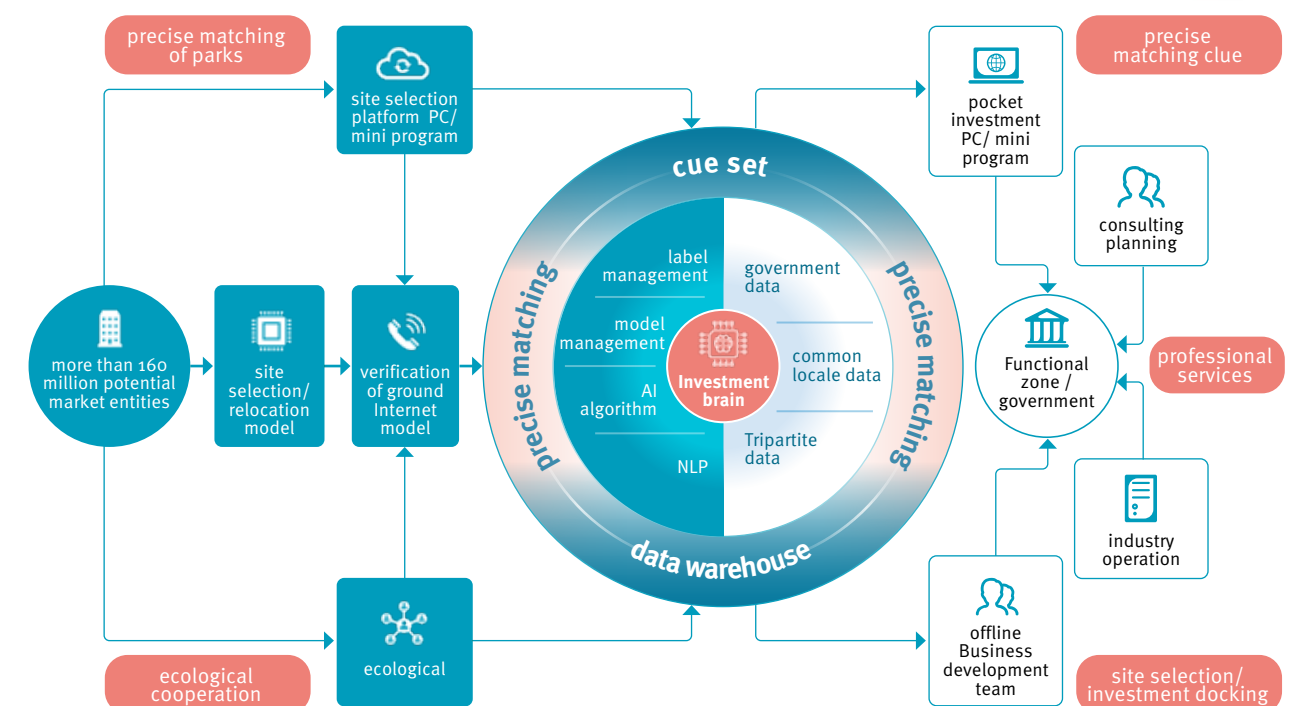 precise matching
of parks
site selection
platform PC/
mini program
more than 160
million potential
market entities
site
selection/
relocation
model
verification
of ground
Internet
model
ecological
ecological
cooperation
cue set
precise matching
label
management
model
management
AI
algorithm
NLP
Investment
brain
government
data
common
locale data
Tripartite
data
precise matching
data warehouse
pocket
investment
PC/ mini
program
precise
matching clue
consulting
planning
Functional
zone /
government
professional
services
industry
operation
offline
Business
development
team
site selection/
investment docking